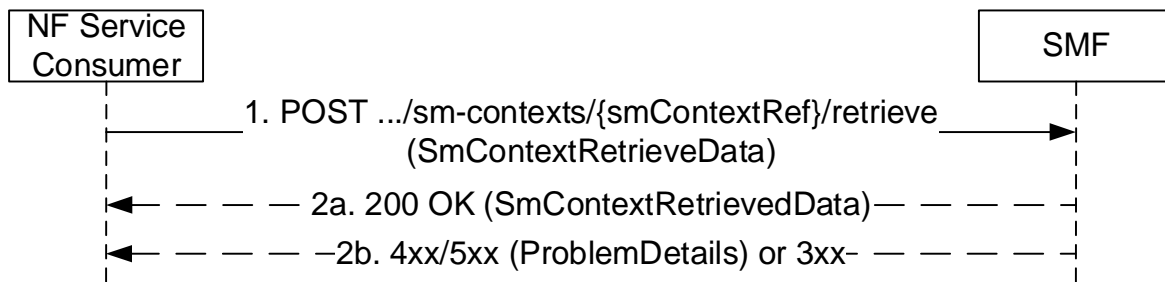 NF Service
Consumer
SMF
1. POST .../sm-contexts/{smContextRef}/retrieve
(SmContextRetrieveData)
2a. 200 OK (SmContextRetrievedData)
2b. 4xx/5xx (ProblemDetails) or 3xx